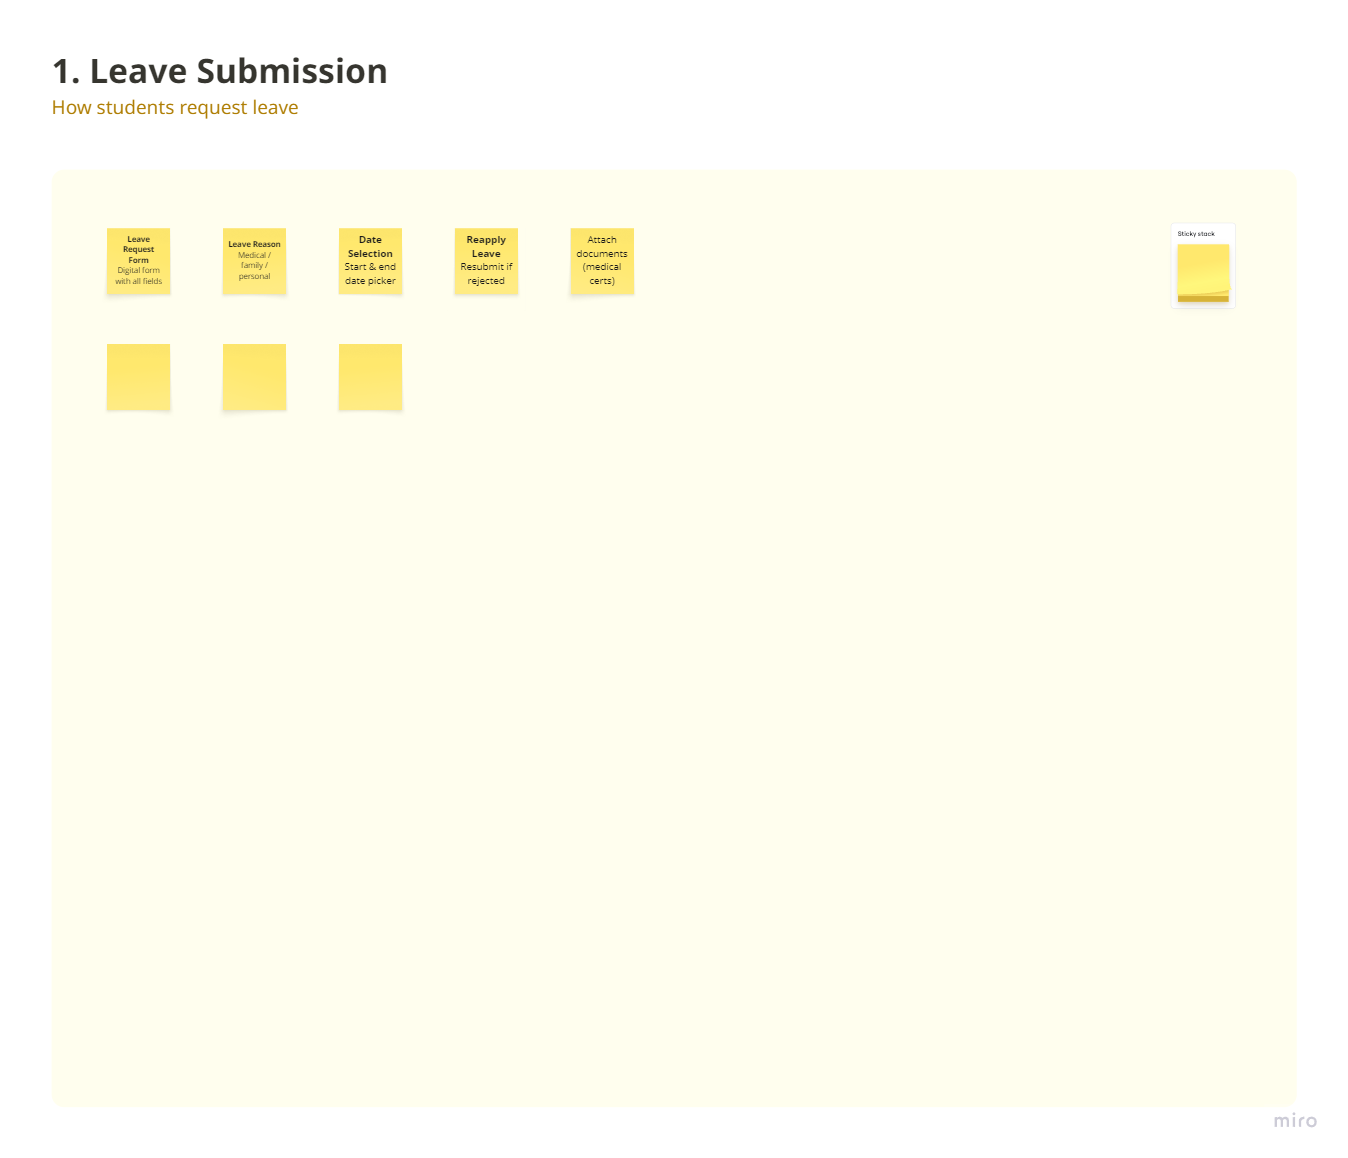 1. Leave Submission
How students request leave
Leave
Request
Form
Digital form
with all fields
Leave Reason
Medical /
family /
personal
Date
Selection
Start & end
date picker
Reapply
Leave
Resubmit if
rejected
Attach
documents
(medical
certs)
Sticky stack
miro